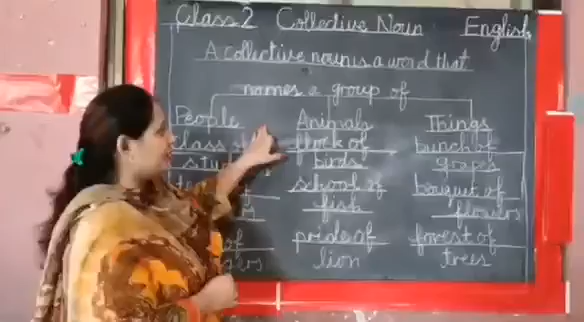 Class 2 Collective Noun English
A collective noun is a word that
names a group of
People Animals Things
class flock of bunch of
birds grapes
school of bouquet of
fish flowers
of pride of forest of
lion trees